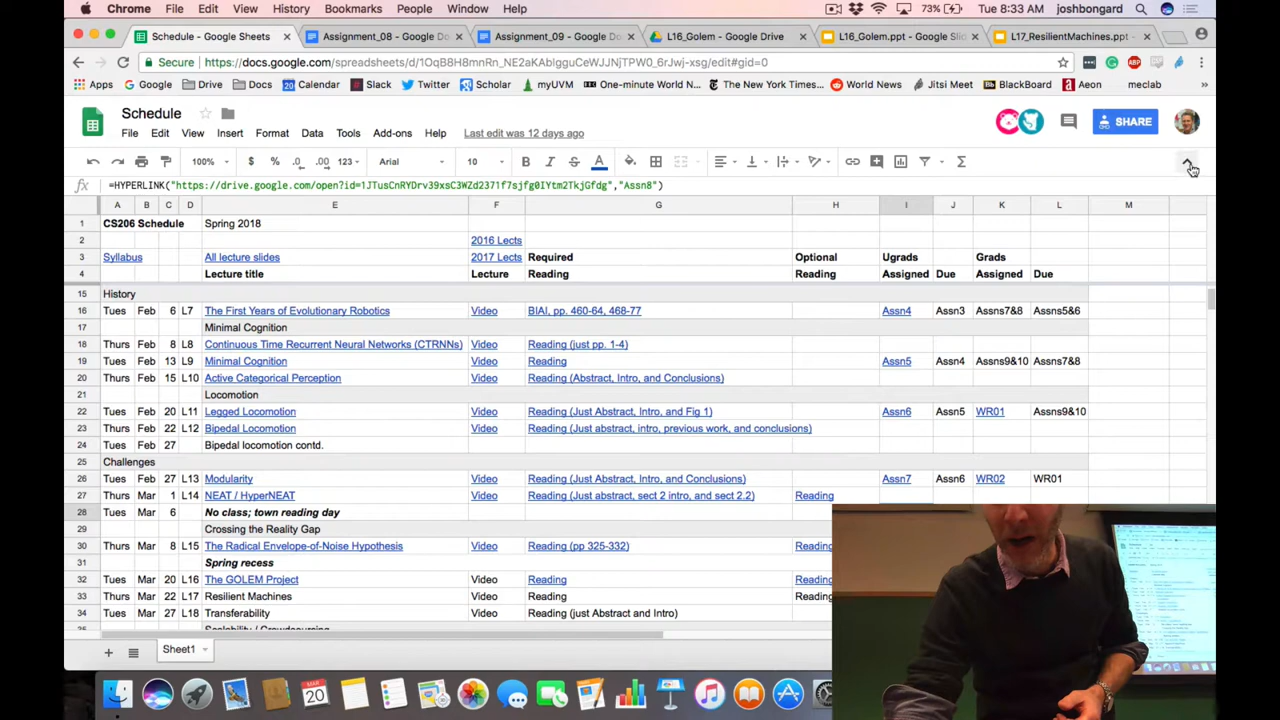 Chrome File Edit View History Bookmarks People Window Help 73% Tue 8:33 AM joshbongard
Schedule - Google Sheets Assignment_08 - Google Do Assignment_09 - Google Do L16_Golem - Google Drive L16_Golem.ppt - Google Slid L17_ResilientMachines.ppt -
Secure https://docs.google.com/spreadsheets/d/1OqB8H8mnRn_NE2aKAbIgguCeWJJNjTPW0_6rJwj-xsg/edit#gid=0
Apps Google Drive Docs Calendar Slack Twitter Scholar myUVM One-minute World N... The New York Times... World News Jitsi Meet Blackboard Aeon meclab
Schedule
File Edit View Insert Format Data Tools Add-ons Help Last edit was 12 days ago SHARE
100% $ % .0 .00 123 Arial 10 B I S A
fx =HYPERLINK("https://drive.google.com/open?id=1JTusCnRYDrv39xsC3WZd2371f7sjfg0IYtm2TkjGfdg","Assn8")
A B C D E F G H I J K L M
1 CS206 Schedule Spring 2018
2 2016 Lects
3 Syllabus All lecture slides 2017 Lects Required Optional Ugrads Grads
4 Lecture title Lecture Reading Reading Assigned Due Assigned Due
15 History
16 Tues Feb 6 L7 The First Years of Evolutionary Robotics Video BIAI, pp. 460-64, 468-77 Assn4 Assn3 Assns7&8 Assns5&6
17 Minimal Cognition
18 Thurs Feb 8 L8 Continuous Time Recurrent Neural Networks (CTRNNs) Video Reading (just pp. 1-4)
19 Tues Feb 13 L9 Minimal Cognition Video Reading Assn5 Assn4 Assns9&10 Assns7&8
20 Thurs Feb 15 L10 Active Categorical Perception Video Reading (Abstract, Intro, and Conclusions)
21 Locomotion
22 Tues Feb 20 L11 Legged Locomotion Video Reading (Just Abstract, Intro, and Fig 1) Assn6 Assn5 WR01 Assns9&10
23 Thurs Feb 22 L12 Bipedal Locomotion Video Reading (Just abstract, intro, previous work, and conclusions)
24 Tues Feb 27 Bipedal locomotion contd.
25 Challenges
26 Tues Feb 27 L13 Modularity Video Reading (Just Abstract, Intro, and Conclusions) Assn7 Assn6 WR02 WR01
27 Thurs Mar 1 L14 NEAT / HyperNEAT Video Reading (Just abstract, sect 2 intro, and sect 2.2) Reading
28 Tues Mar 6 No class; town reading day
29 Crossing the Reality Gap
30 Thurs Mar 8 L15 The Radical Envelope-of-Noise Hypothesis Video Reading (pp 325-332) Reading
31 Spring recess
32 Tues Mar 20 L16 The GOLEM Project Video Reading Reading
33 Thurs Mar 22 L17 Resilient Machines Video Reading Reading
34 Tues Mar 27 L18 Transferability Video Reading (just Abstract and Intro)
Scalability / Crowdsourcing
Sheet1
MAR
20